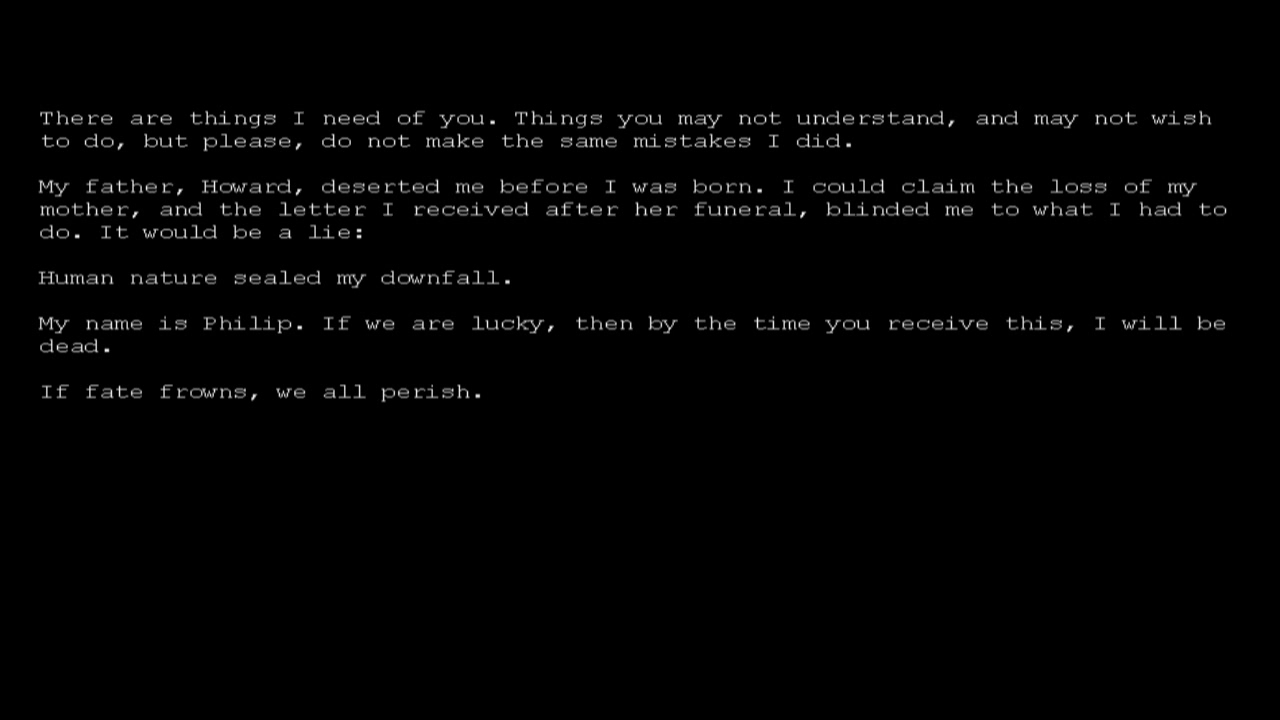 There are things I need of you. Things you may not understand, and may not wish
to do, but please, do not make the same mistakes I did.
My father, Howard, deserted me before I was born. I could claim the loss of my
mother, and the letter I received after her funeral, blinded me to what I had to
do. It would be a lie:
Human nature sealed my downfall.
My name is Philip. If we are lucky, then by the time you receive this, I will be
dead.
If fate frowns, we all perish.